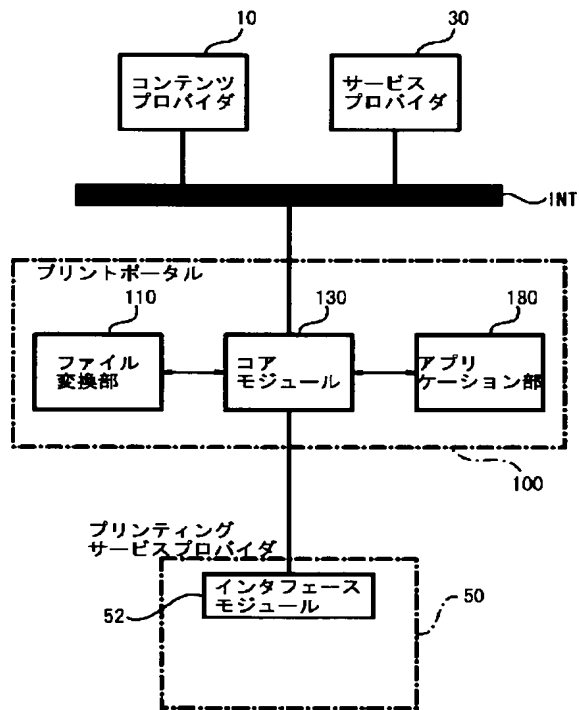 10
30
コンテンツ
プロバイダ
サービス
プロバイダ
INT
プリントポータル
110
130
180
ファイル
変換部
コア
モジュール
アプリ
ケーション部
100
プリンティング
サービスプロバイダ
インタフェース
モジュール
52
50